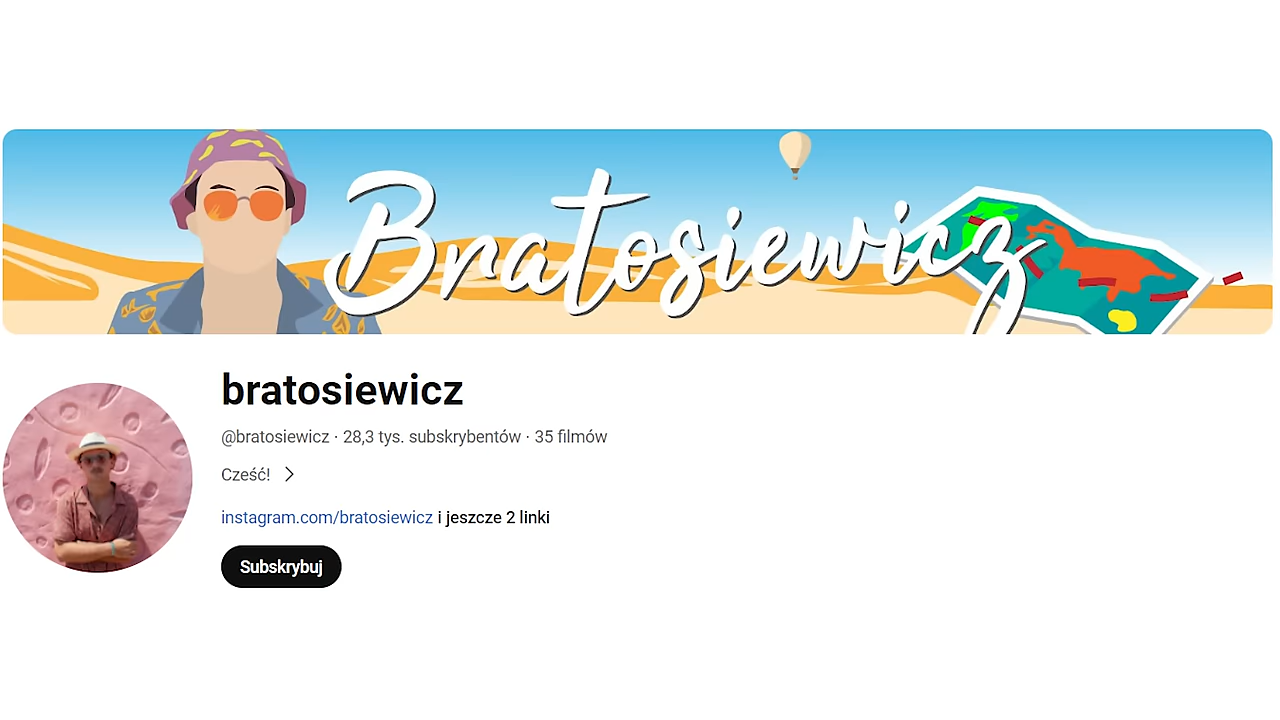 Bratosiewicz
bratosiewicz
@bratosiewicz · 28,3 tys. subskrybentów · 35 filmów
Cześć!
instagram.com/bratosiewicz i jeszcze 2 linki
Subskrybuj